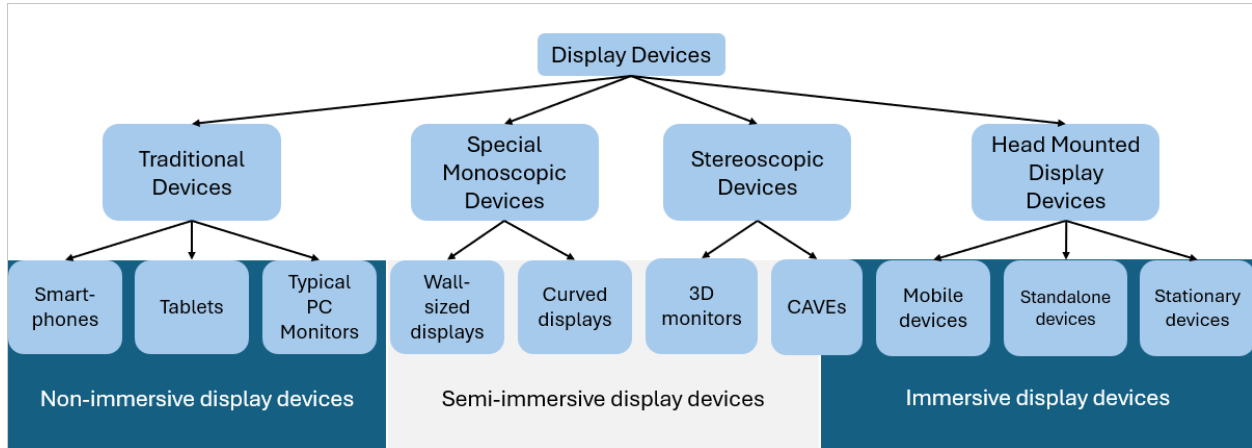 Display Devices
Traditional
Devices
Special
Monoscopic
Devices
Stereoscopic
Devices
Head Mounted
Display
Devices
Smart-
phones
Tablets
Typical
PC
Monitors
Wall-
sized
displays
Curved
displays
3D
monitors
CAVEs
Mobile
devices
Standalone
devices
Stationary
devices
Non-immersive display devices
Semi-immersive display devices
Immersive display devices